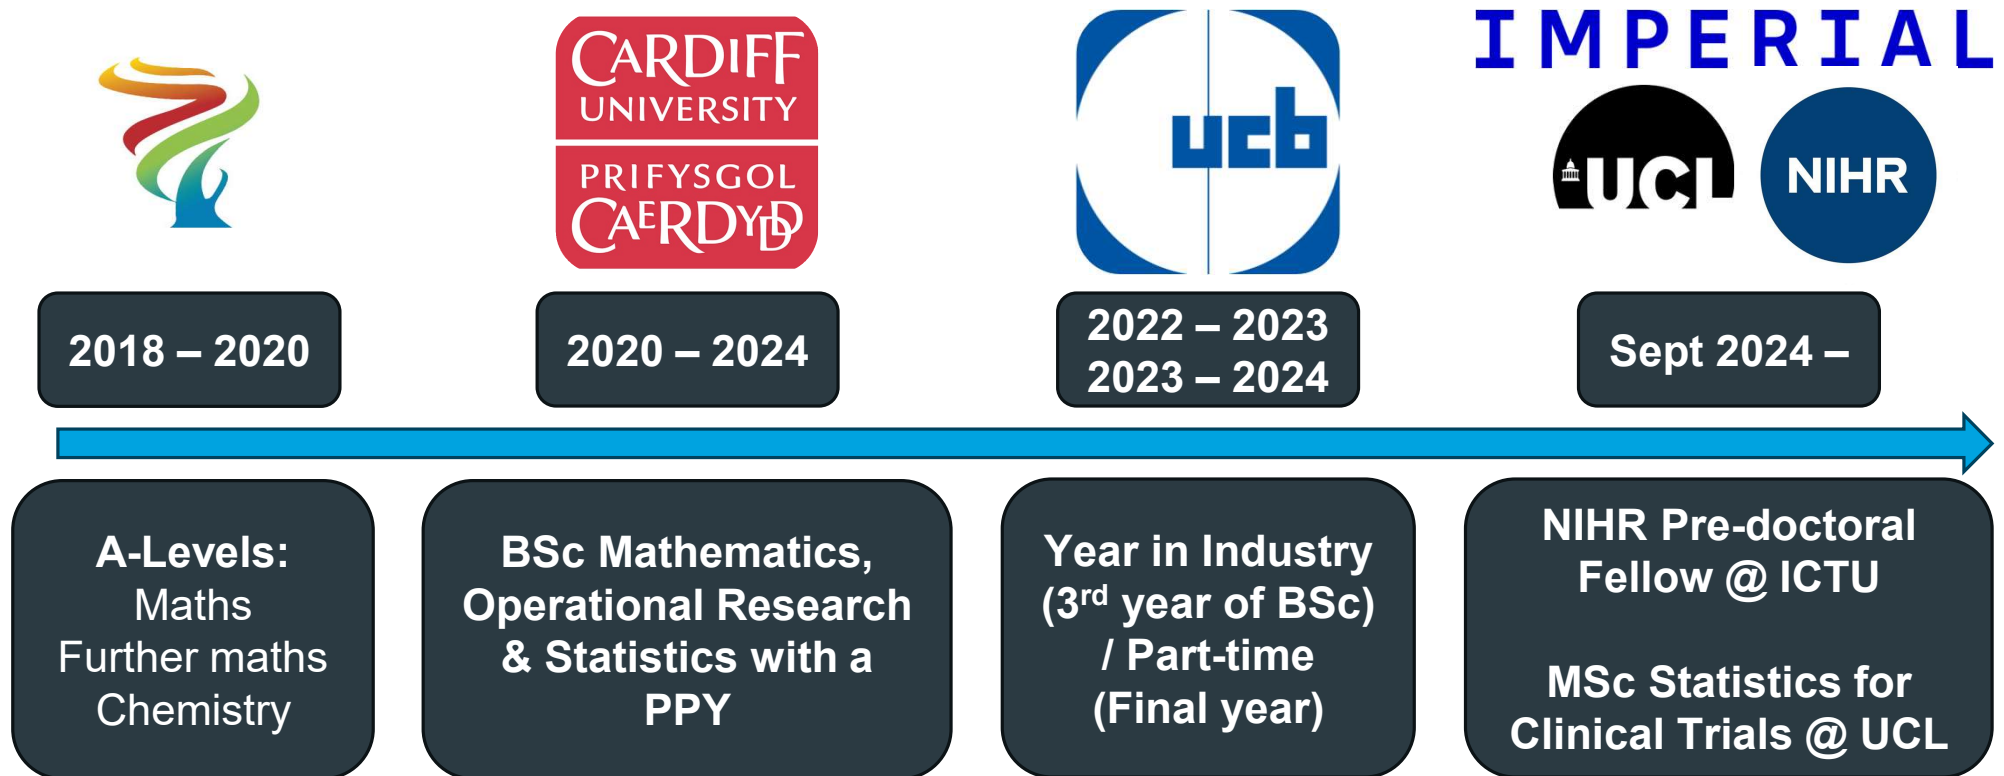 CARDIFF
UNIVERSITY
PRIFYSGOL
CAERDYDD
ucb
IMPERIAL
UCL
NIHR
2018 – 2020
2020 – 2024
2022 – 2023
2023 – 2024
Sept 2024 –
A-Levels:
Maths
Further maths
Chemistry
BSc Mathematics,
Operational Research
& Statistics with a
PPY
Year in Industry
(3rd year of BSc)
/ Part-time
(Final year)
NIHR Pre-doctoral
Fellow @ ICTU
MSc Statistics for
Clinical Trials @ UCL